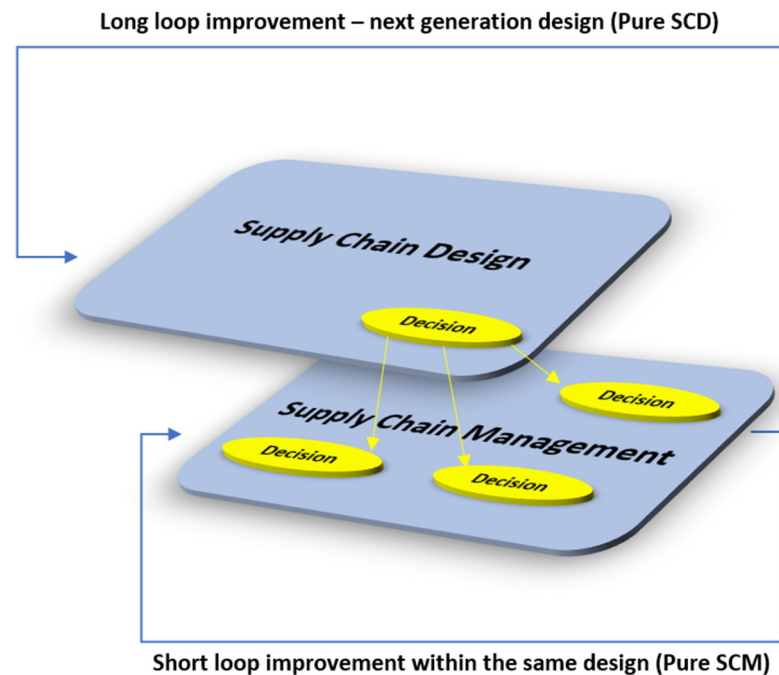 Long loop improvement – next generation design (Pure SCD)
Supply Chain Design
Decision
Decision
Supply Chain Management
Decision
Decision
Short loop improvement within the same design (Pure SCM)